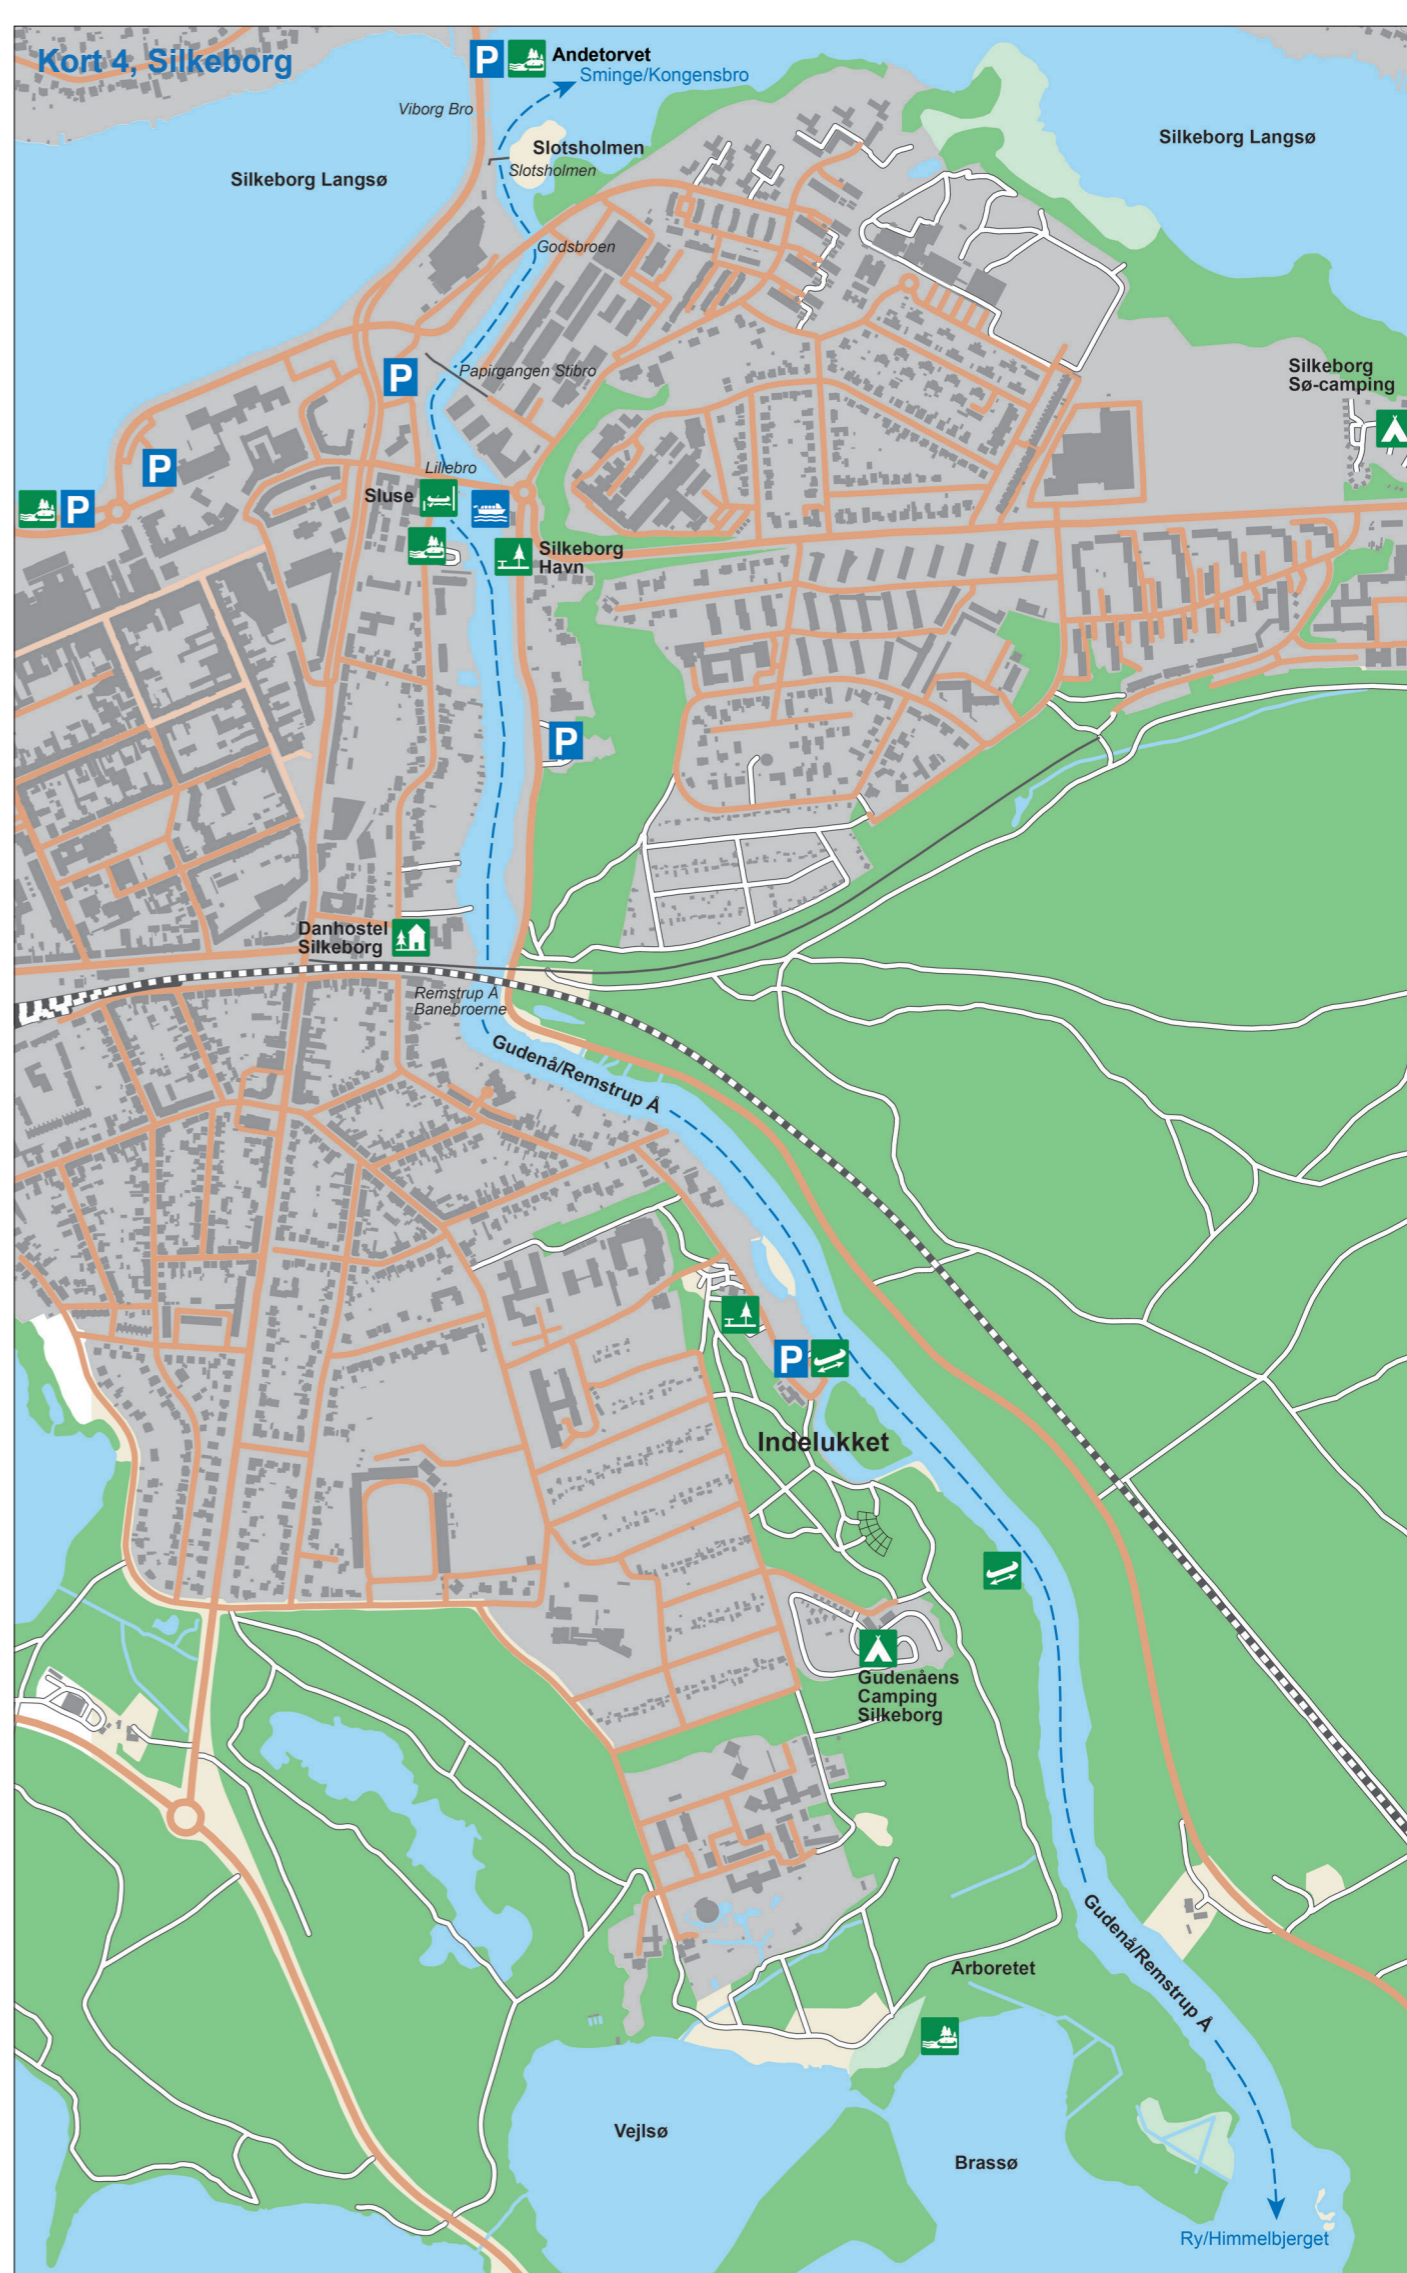 Kort 4, Silkeborg
P
Andetorvet
Sminge/Kongensbro
Viborg Bro
Slotsholmen
Slotsholmen
Silkeborg Langsø
Silkeborg Langsø
Godsbroen
Papirgangen Stibro
P
Silkeborg
Sø-camping
P
Lillebro
Sluse
P
Silkeborg
Havn
P
Danhostel
Silkeborg
Remstrup Å
Banebroerne
Gudenå/Remstrup Å
P
Indelukket
Gudenåens
Camping
Silkeborg
Gudenå/Remstrup Å
Arboretet
Vejlsø
Brassø
Ry/Himmelbjerget